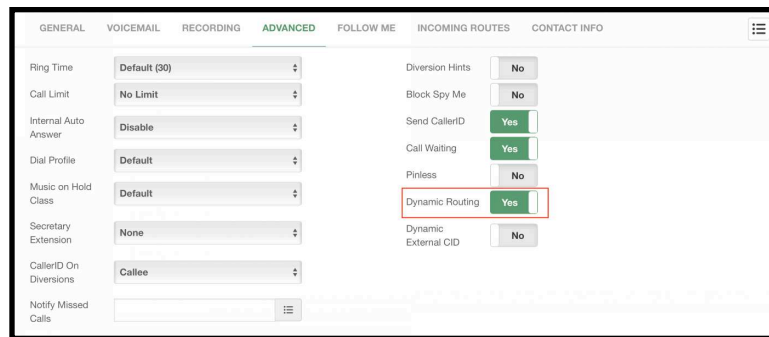 GENERAL VOICEMAIL RECORDING ADVANCED FOLLOW ME INCOMING ROUTES CONTACT INFO
Ring Time Default (30)
Call Limit No Limit
Internal Auto
Answer
Disable
Dial Profile Default
Music on Hold
Class
Default
Secretary
Extension
None
CallerID On
Diversions
Callee
Notify Missed
Calls
Diversion Hints No
Block Spy Me No
Send CallerID Yes
Call Waiting Yes
Pinless No
Dynamic Routing Yes
Dynamic
External CID
No